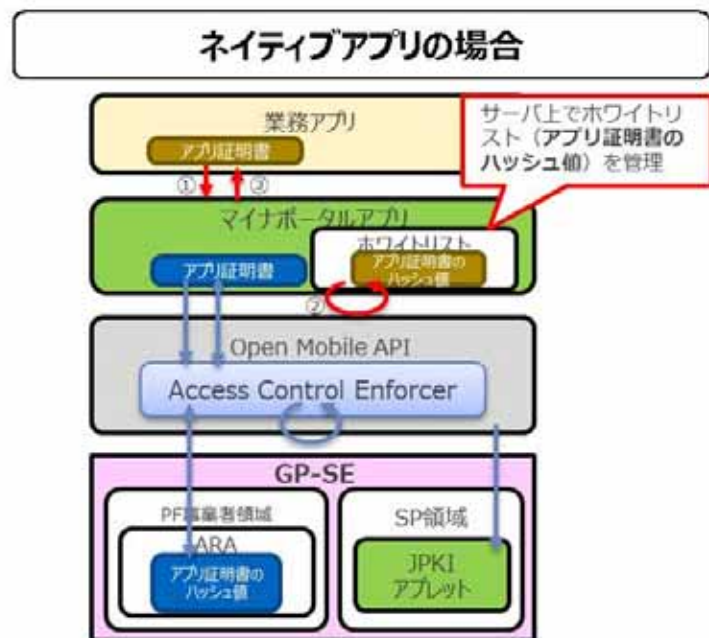 ネイティブアプリの場合
業務アプリ
アプリ証明書
サーバ上でホワイトリ
スト（アプリ証明書の
ハッシュ値）を管理
① ③
マイナポータルアプリ
ホワイトリスト
アプリ証明書
アプリ証明書の
ハッシュ値
②
Open Mobile API
Access Control Enforcer
GP-SE
PF事業者領域
ARA
アプリ証明書の
ハッシュ値
SP領域
JPKI
アプレット